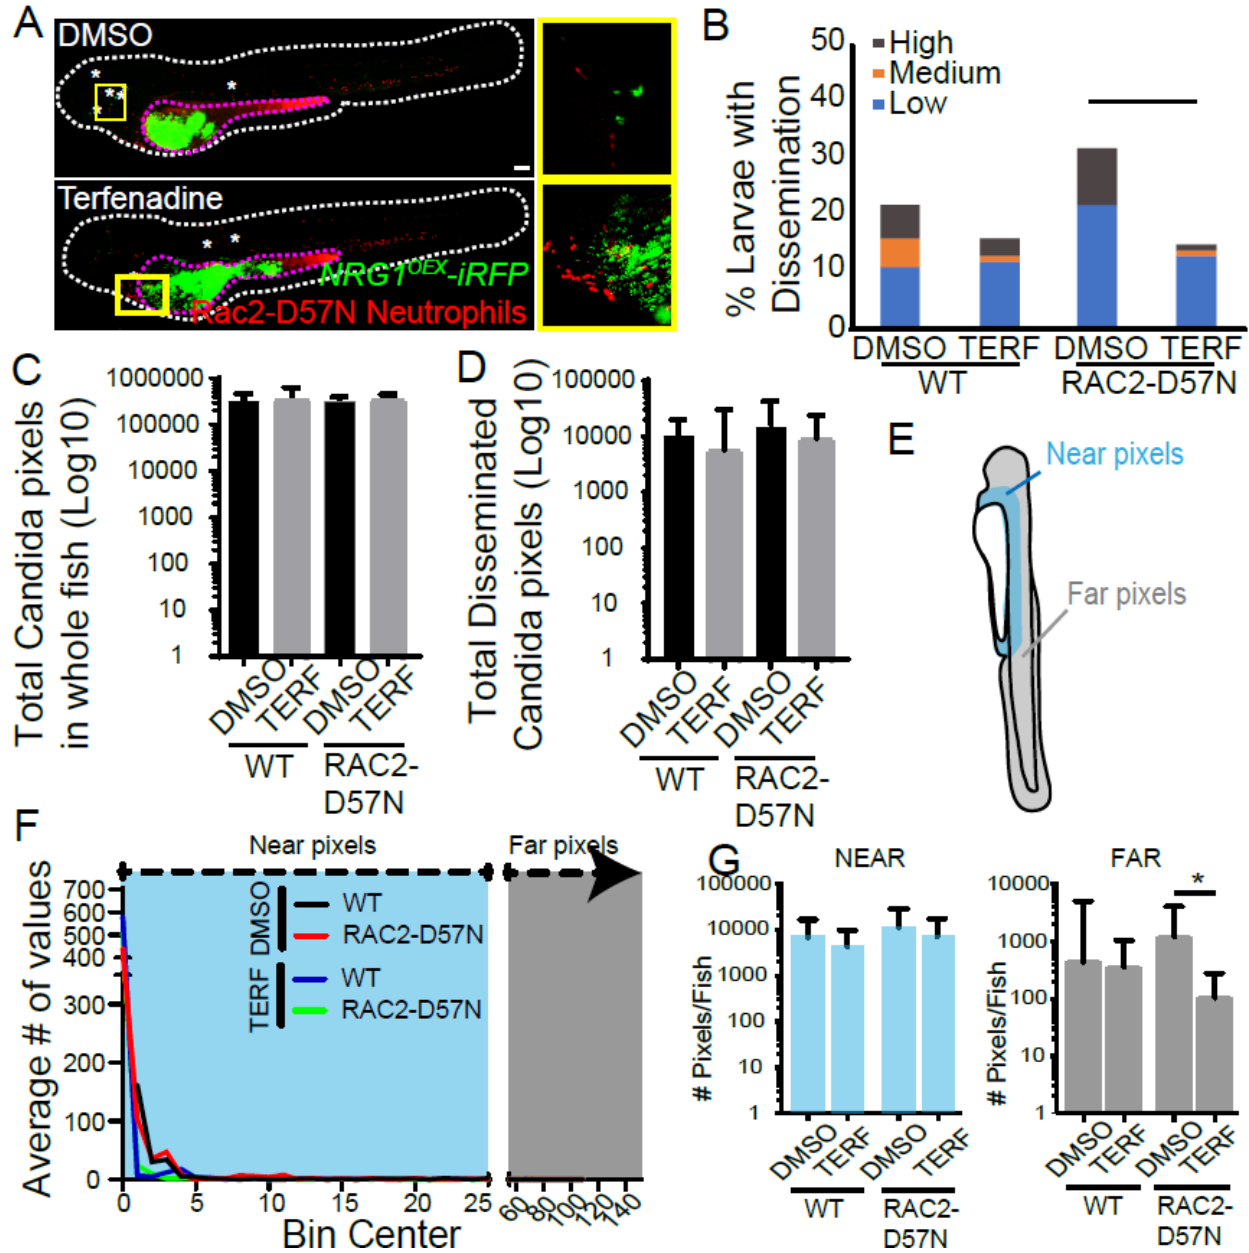 A
DMSO
Terfenadine
NRG1OEX-iRFP
Rac2-D57N Neutrophils
B
% Larvae with
Dissemination
50
40
30
20
10
0
High
Medium
Low
DMSO TERF DMSO TERF
WT RAC2-D57N
C
Total Candida pixels
in whole fish (Log10)
1000000
100000
10000
1000
100
10
1
DMSO TERF DMSO TERF
WT RAC2-
D57N
D
Total Disseminated
Candida pixels (Log10)
100000
10000
1000
100
10
1
DMSO TERF DMSO TERF
WT RAC2-
D57N
E
Near pixels
Far pixels
F
Near pixels Far pixels
Average # of values
700
600
500
400
300
200
100
0
DMSO
WT
RAC2-D57N
TERF
WT
RAC2-D57N
0 5 10 15 20 25 60 80 100 120 140
Bin Center
G
NEAR
# Pixels/Fish
100000
10000
1000
100
10
1
DMSO TERF DMSO TERF
WT RAC2-
D57N
FAR
# Pixels/Fish
10000
1000
100
10
1
*
DMSO TERF DMSO TERF
WT RAC2-
D57N